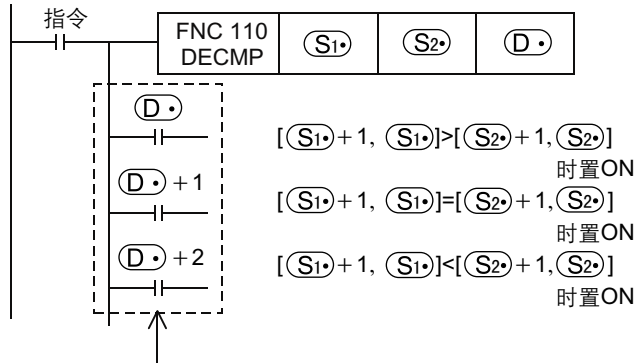 指令
FNC 110
DECMP
S1• S2• D•
D•
[S1•+1, S1•]>[S2•+1,S2•]
时置ON
D•+1
[S1•+1, S1•]=[S2•+1,S2•]
时置ON
D•+2
[S1•+1, S1•]<[S2•+1,S2•]
时置ON